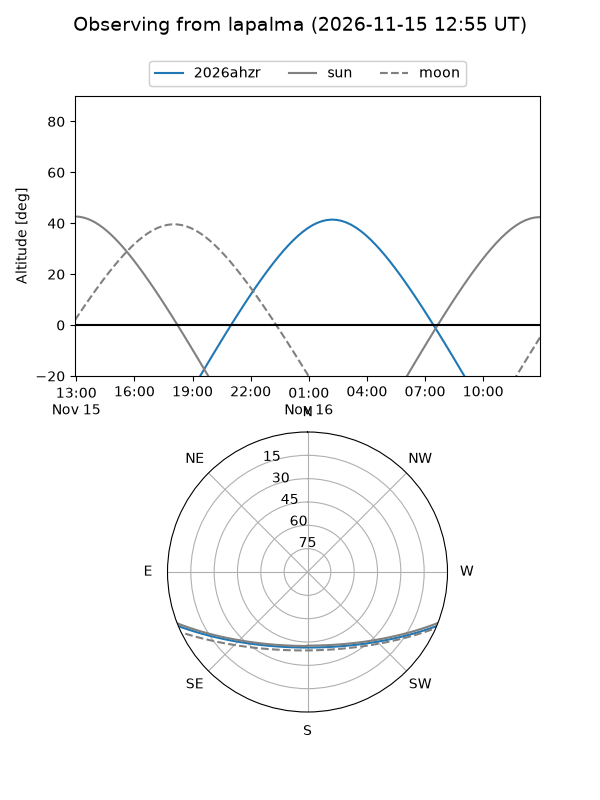 Observing from lapalma (2026-11-15 12:55 UT)
2026ahzr sun moon
Altitude [deg]
80
60
40
20
0
−20
13:00 16:00 19:00 22:00 01:00 04:00 07:00 10:00
Nov 15 Nov 16
N
NE NW
15
30
45
60
75
E W
SE SW
S